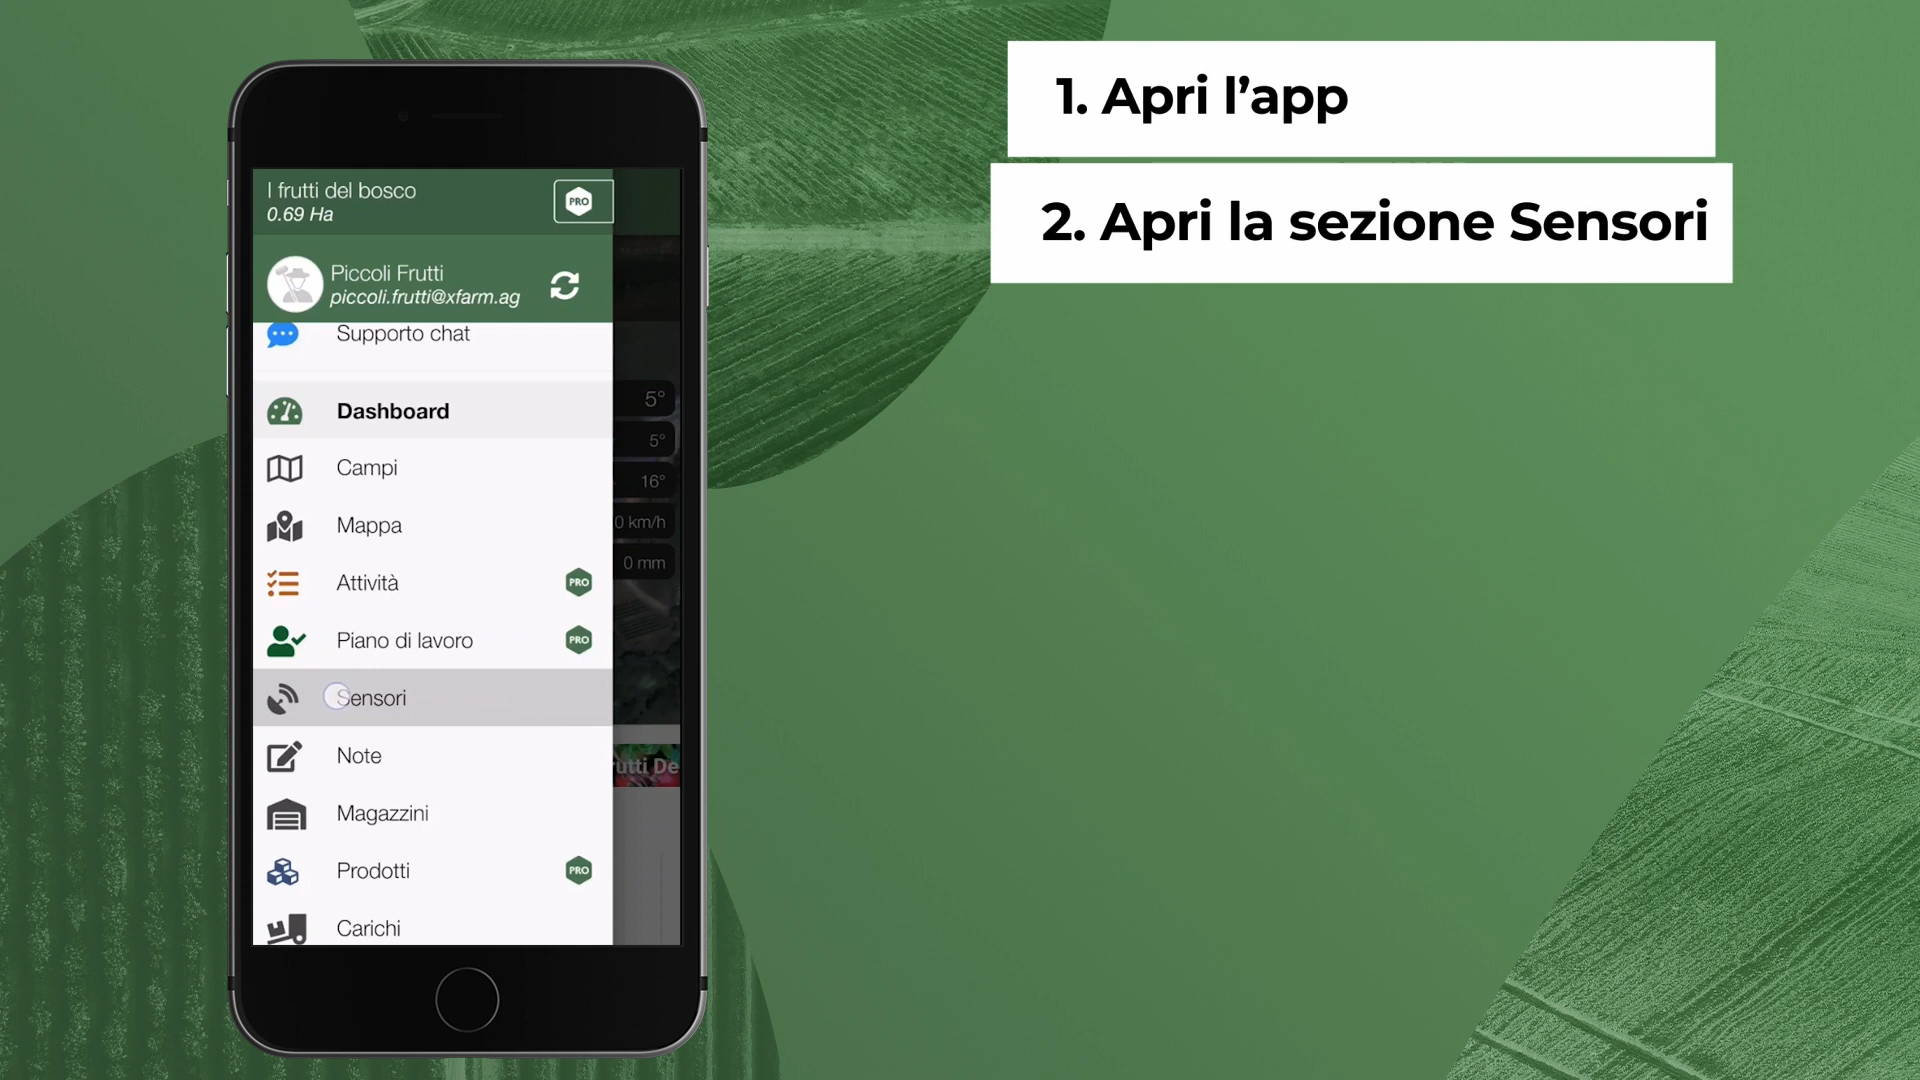 1. Apri l’app
2. Apri la sezione Sensori
I frutti del bosco
0.69 Ha
PRO
Piccoli Frutti
piccoli.frutti@xfarm.ag
Supporto chat
Dashboard
Campi
Mappa
Attività PRO
Piano di lavoro PRO
Sensori
Note
Magazzini
Prodotti PRO
Carichi
5°
5°
16°
0 km/h
0 mm
utti De